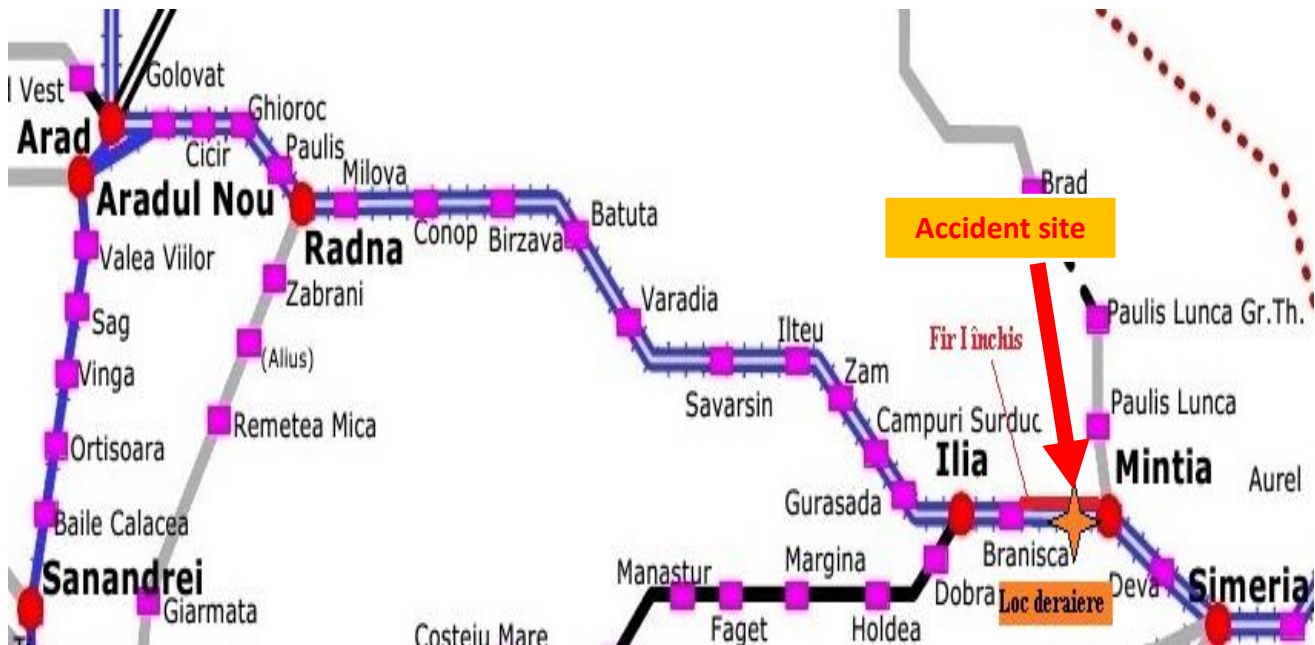 l Vest
Golovat
Arad
Cicir
Ghioroc
Paulis
Aradul Nou
Milova
Radna
Conop
Birzava
Batuta
Brad
Accident site
Valea Viilor
Zabrani
Sag
(Alius)
Varadia
Ilteu
Fir I închis
Paulis Lunca Gr.Th.
Vinga
Savarsin
Zam
Remetea Mica
Campuri Surduc
Paulis Lunca
Ortisoara
Ilia
Mintia
Aurel
Gurasada
Baile Calacea
Branisca
Sanandrei
Manastur
Margina
Dobra
Loc deraiere
Deva
Simeria
Giarmata
Faget
Holdea
Costeiu Mare